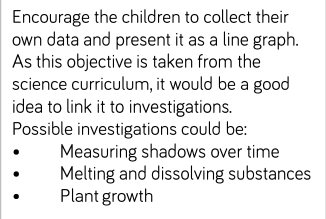 Encourage the children to collect their
own data and present it as a line graph.
As this objective is taken from the
science curriculum, it would be a good
idea to link it to investigations.
Possible investigations could be:
• Measuring shadows over time
• Melting and dissolving substances
• Plant growth